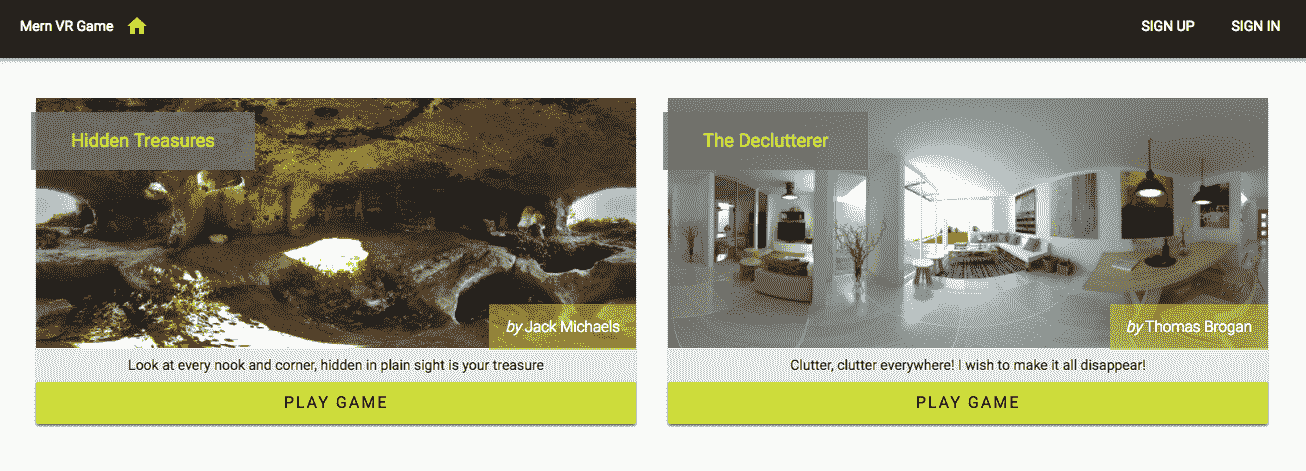 Mern VR Game
SIGN UP
SIGN IN
Hidden Treasures
by Jack Michaels
Look at every nook and corner, hidden in plain sight is your treasure
PLAY GAME
The Declutterer
by Thomas Brogan
Clutter, clutter everywhere! I wish to make it all disappear!
PLAY GAME